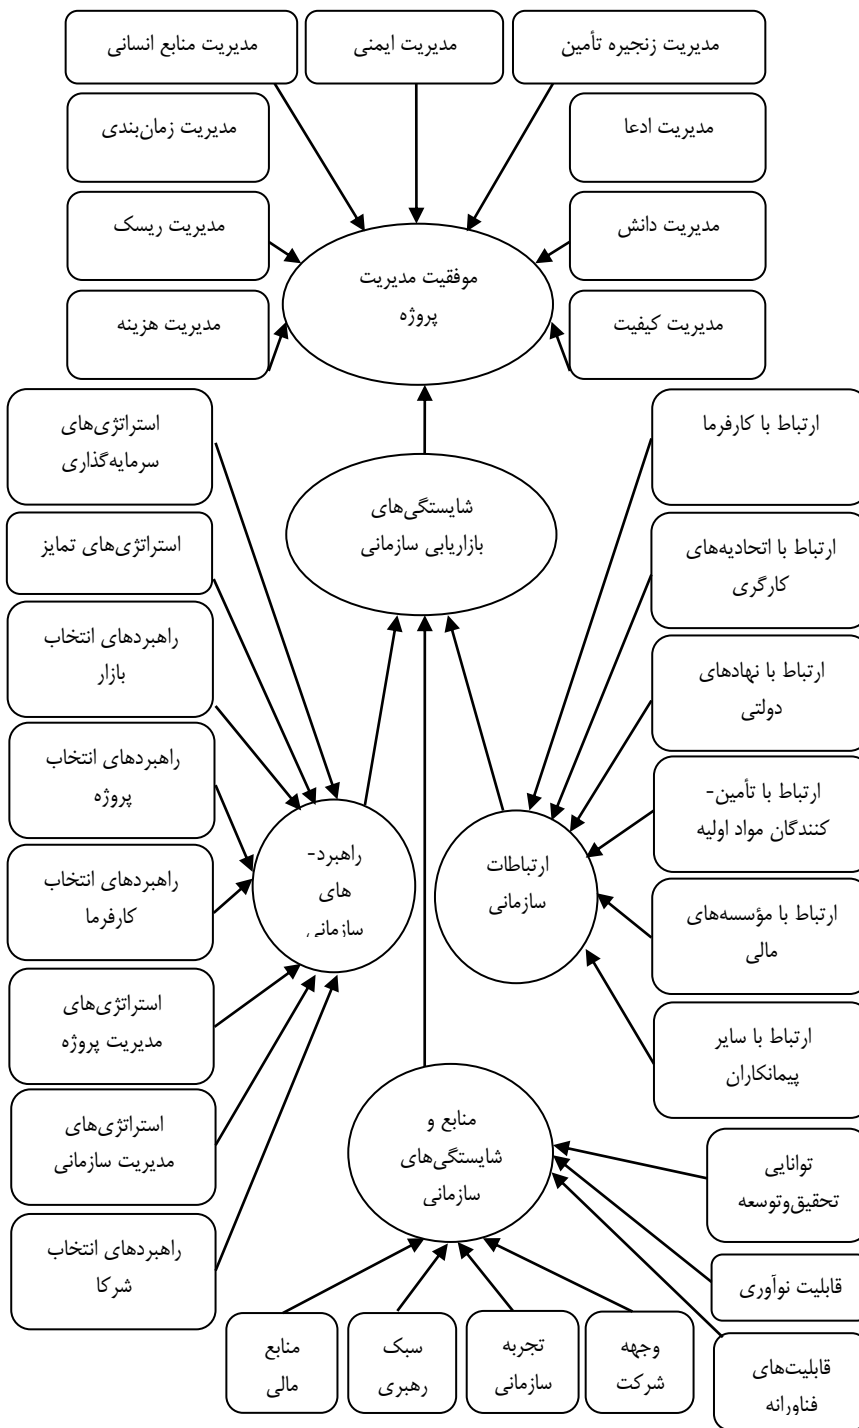 مدیریت زنجیره تأمین
مدیریت ایمنی
مدیریت منابع انسانی
مدیریت ادعا
مدیریت زمان‌بندی
مدیریت دانش
مدیریت ریسک
مدیریت کیفیت
مدیریت هزینه
موفقیت مدیریت
پروژه
ارتباط با کارفرما
ارتباط با اتحادیه‌های
کارگری
ارتباط با نهادهای
دولتی
ارتباط با تأمین-
کنندگان مواد اولیه
ارتباط با مؤسسه‌های
مالی
ارتباط با سایر
پیمانکاران
شایستگی‌های
بازاریابی سازمانی
استراتژی‌های
سرمایه‌گذاری
استراتژی‌های تمایز
راهبردهای انتخاب
بازار
راهبردهای انتخاب
پروژه
راهبردهای انتخاب
کارفرما
استراتژی‌های
مدیریت پروژه
استراتژی‌های
مدیریت سازمانی
راهبردهای انتخاب
شرکا
ارتباطات
سازمانی
راهبرد-
های
سازمانی
منابع و
شایستگی‌های
سازمانی
توانایی
تحقیق‌وتوسعه
قابلیت نوآوری
قابلیت‌های
فناورانه
وجهه
شرکت
تجربه
سازمانی
سبک
رهبری
منابع
مالی